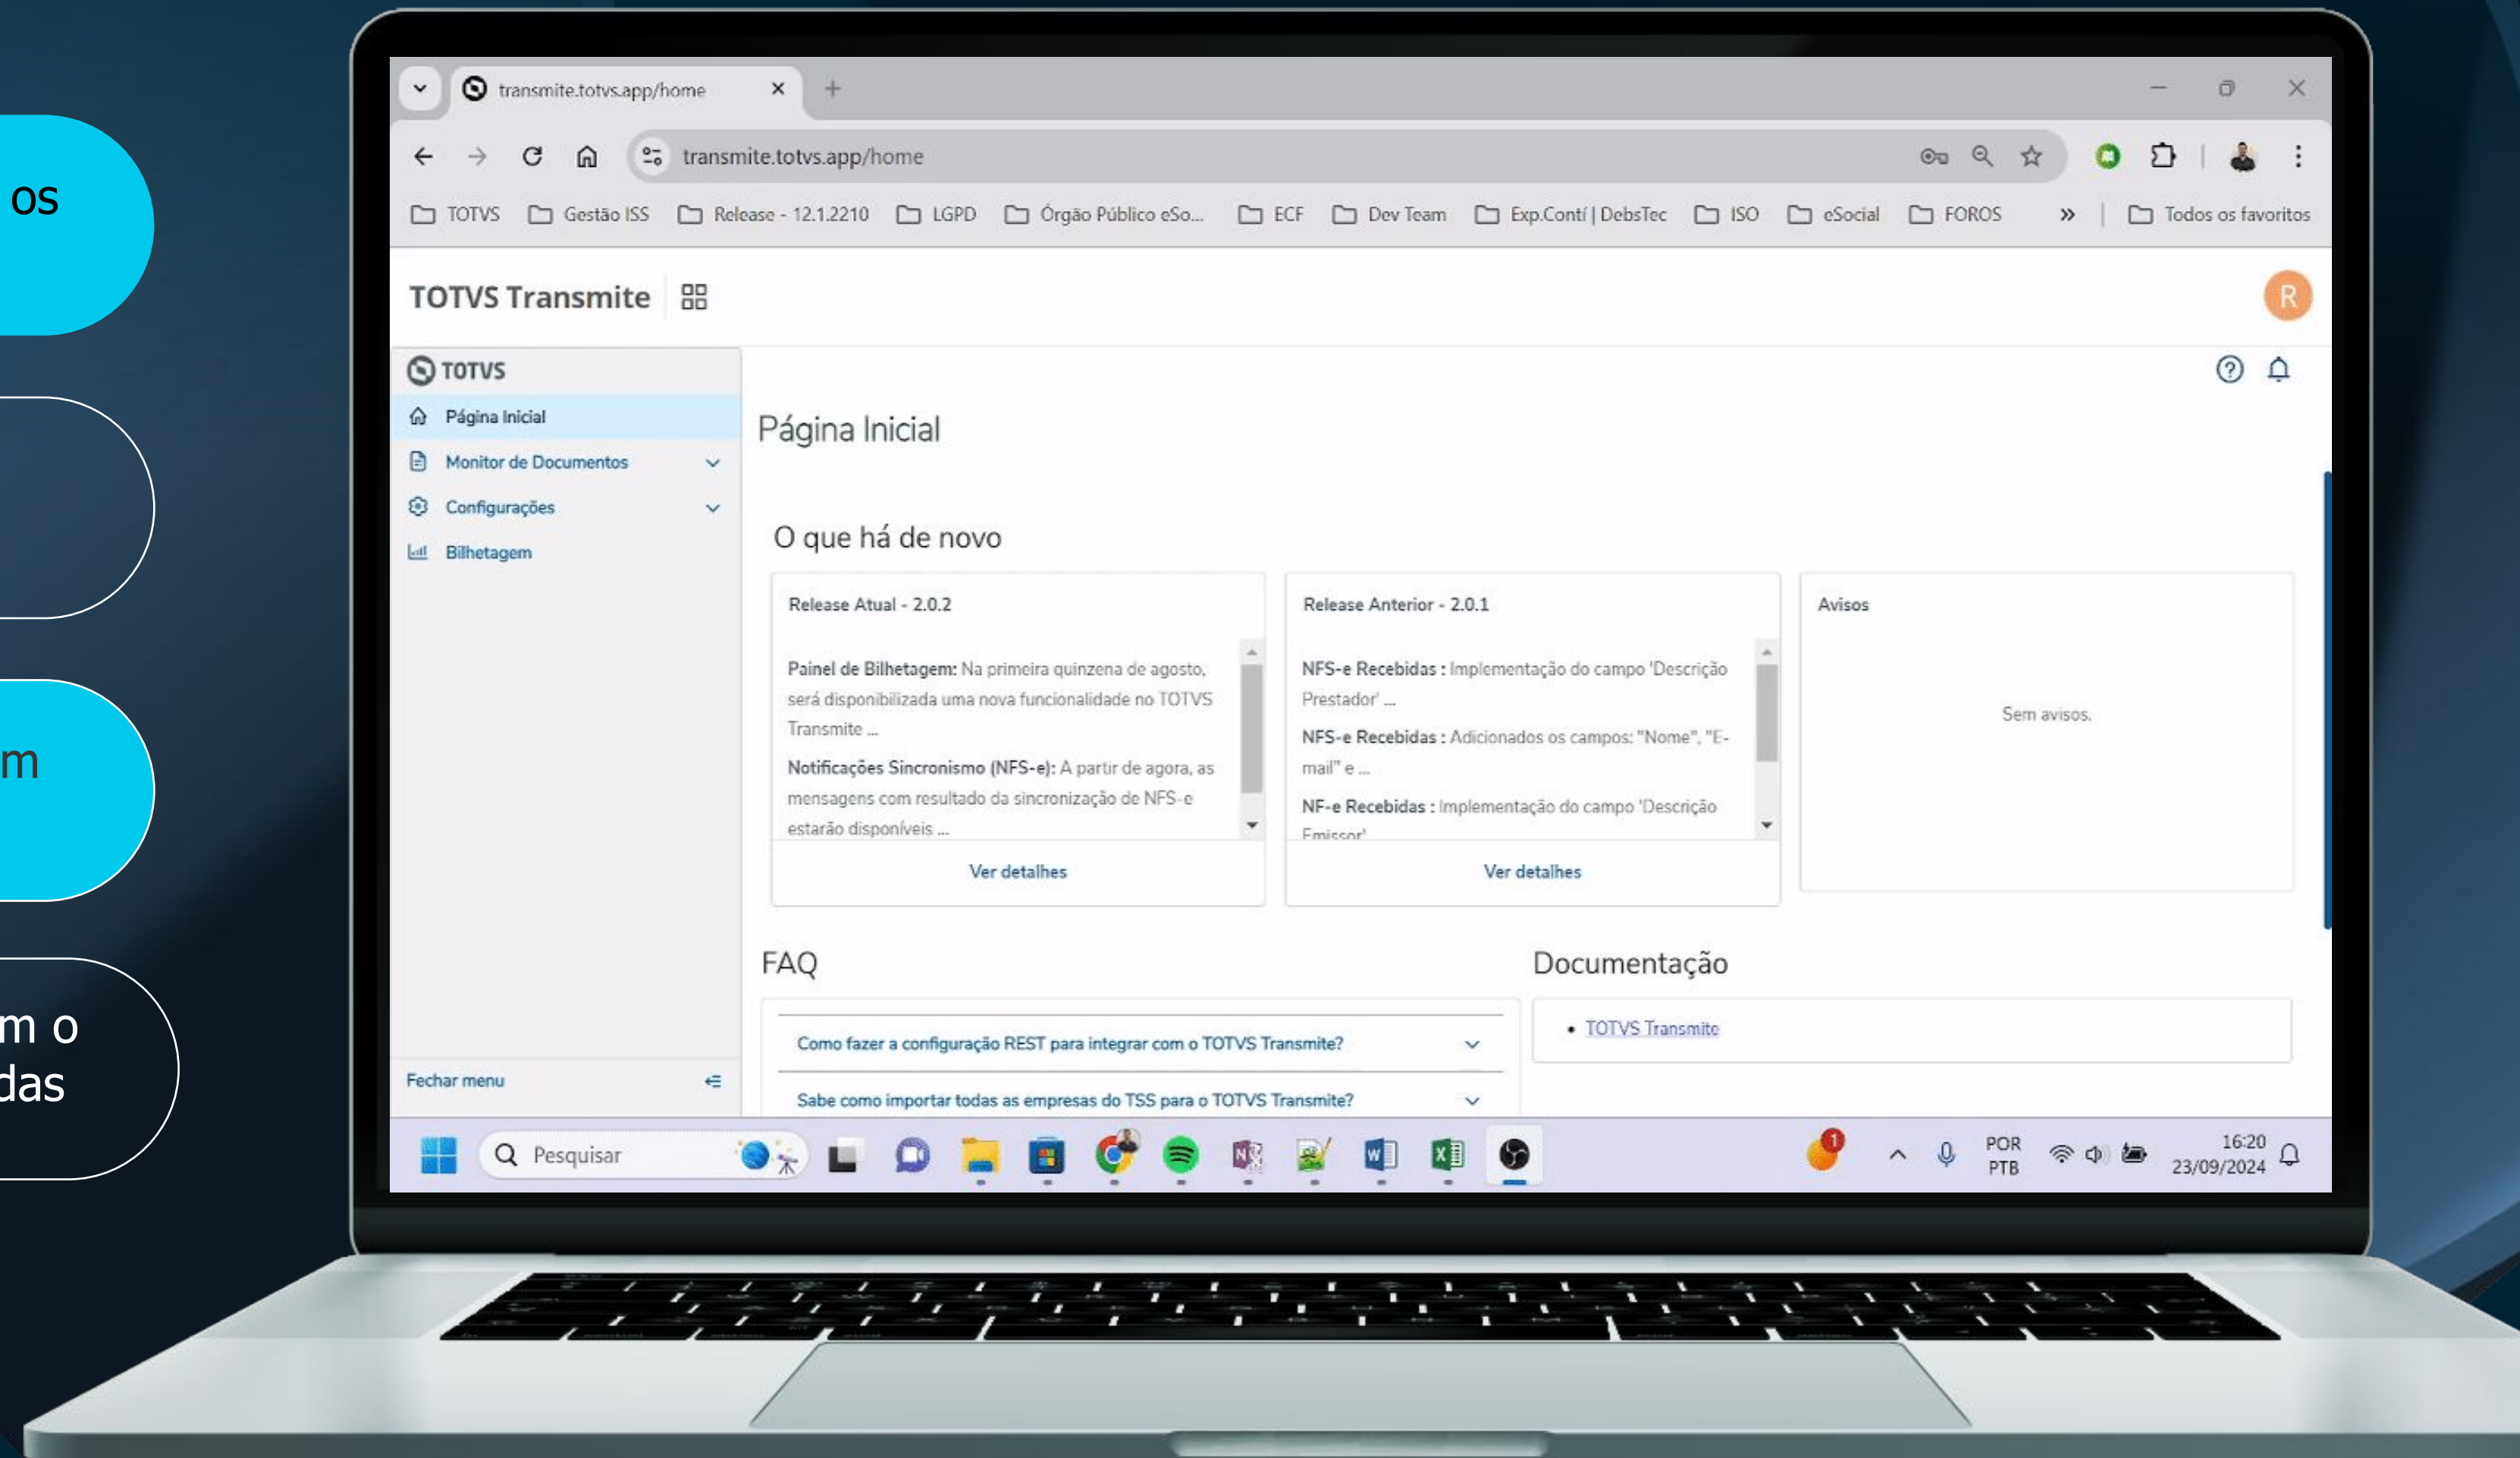 os
m
m o
das
transmite.totvs.app/home
transmite.totvs.app/home
TOTVS Gestão ISS Release - 12.1.2210 LGPD Órgão Público eSo... ECF Dev Team Exp.Contí | DebsTec ISO eSocial FOROS » Todos os favoritos
TOTVS Transmite
R
TOTVS
Página Inicial
Monitor de Documentos
Configurações
Bilhetagem
Fechar menu
Página Inicial
O que há de novo
Release Atual - 2.0.2
Painel de Bilhetagem: Na primeira quinzena de agosto,
será disponibilizada uma nova funcionalidade no TOTVS
Transmite ...
Notificações Sincronismo (NFS-e): A partir de agora, as
mensagens com resultado da sincronização de NFS-e
estarão disponíveis ...
Ver detalhes
Release Anterior - 2.0.1
NFS-e Recebidas : Implementação do campo 'Descrição
Prestador' ...
NFS-e Recebidas : Adicionados os campos: "Nome", "E-
mail" e ...
NF-e Recebidas : Implementação do campo 'Descrição
Emissor'
Ver detalhes
Avisos
Sem avisos.
FAQ
Como fazer a configuração REST para integrar com o TOTVS Transmite?
Sabe como importar todas as empresas do TSS para o TOTVS Transmite?
Documentação
• TOTVS Transmite
Pesquisar
1
POR
PTB
16:20
23/09/2024